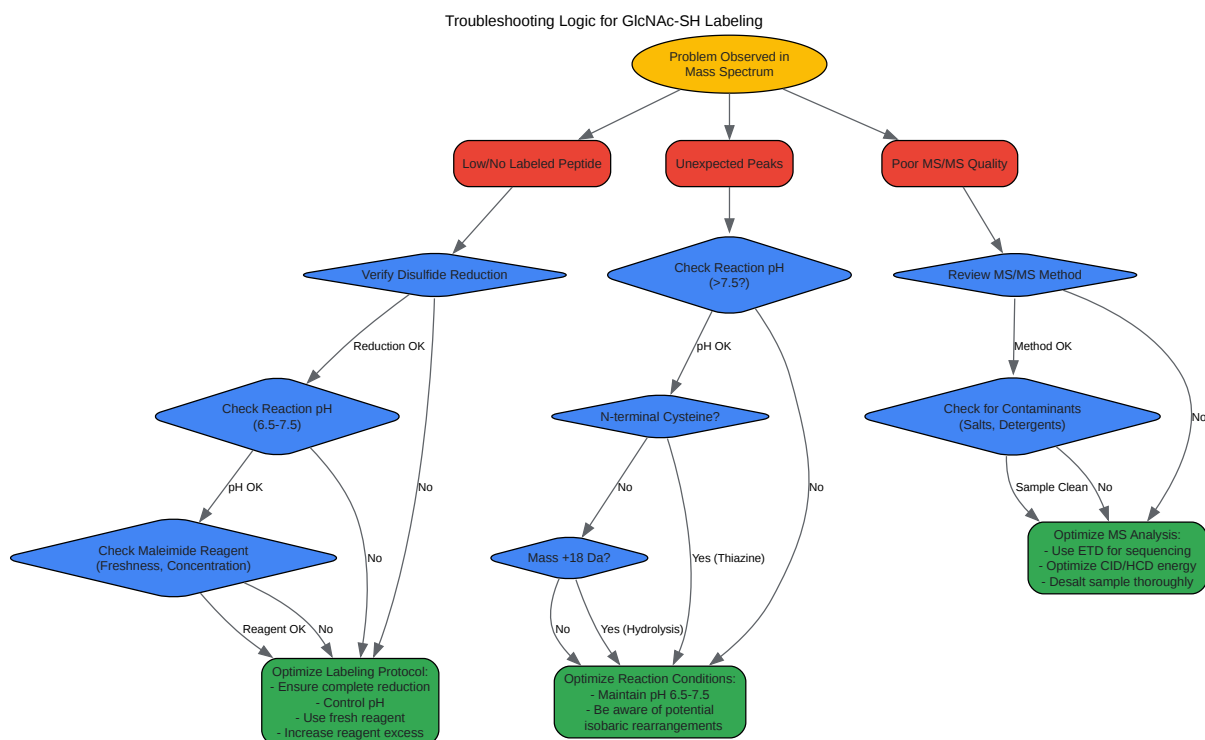 Troubleshooting Logic for GlcNAc-SH Labeling
Problem Observed in
Mass Spectrum
Low/No Labeled Peptide
Unexpected Peaks
Poor MS/MS Quality
Verify Disulfide Reduction
Check Reaction pH
(>7.5?)
Review MS/MS Method
Reduction OK
pH OK
Method OK
Check Reaction pH
(6.5-7.5)
N-terminal Cysteine?
Check for Contaminants
(Salts, Detergents)
No
pH OK
No
No
No
Sample Clean
No
Check Maleimide Reagent
(Freshness, Concentration)
No
Mass +18 Da?
Yes (Thiazine)
Optimize MS Analysis:
- Use ETD for sequencing
- Optimize CID/HCD energy
- Desalt sample thoroughly
Reagent OK
No
No
Yes (Hydrolysis)
Optimize Labeling Protocol:
- Ensure complete reduction
- Control pH
- Use fresh reagent
- Increase reagent excess
Optimize Reaction Conditions:
- Maintain pH 6.5-7.5
- Be aware of potential
isobaric rearrangements